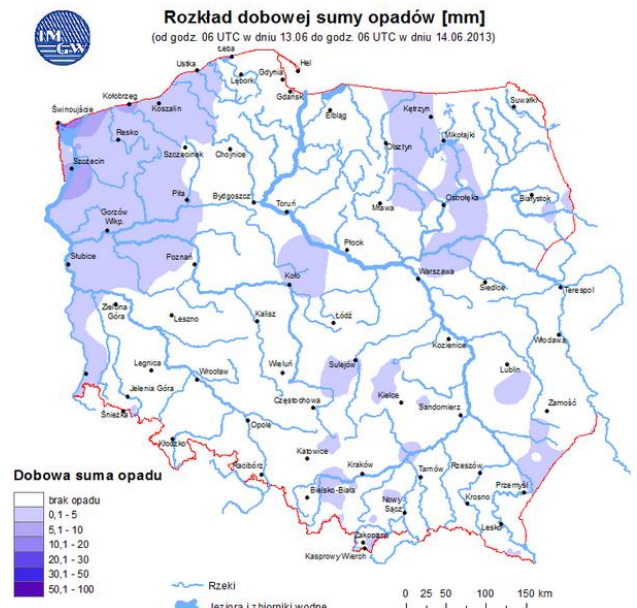 IM
GW
Rozkład dobowej sumy opadów [mm]
(od godz. 06 UTC w dniu 13.06 do godz. 06 UTC w dniu 14.06.2013)
Łeba
Ustka
Hel
Gdynia
Lębork
Gdańsk
Kołobrzeg
Koszalin
Świnoujście
Elbląg
Kętrzyn
Suwałki
Resko
Mikołajki
Szczecinek
Chojnice
Olsztyn
Szczecin
Piła
Bydgoszcz
Toruń
Mława
Ostrołęka
Białystok
Gorzów
Wlkp.
Płock
Słubice
Poznań
Koło
Warszawa
Siedlce
Terespol
Zielona
Góra
Leszno
Kalisz
Łódź
Kozienice
Włodawa
Legnica
Wrocław
Wieluń
Sulejów
Lublin
Jelenia Góra
Częstochowa
Kielce
Sandomierz
Zamość
Śnieżka
Opole
Kłodzko
Katowice
Racibórz
Kraków
Tarnów
Rzeszów
Przemyśl
Bielsko-Biała
Nowy
Sącz
Krosno
Lesko
Zakopane
Kasprowy Wierch
Dobowa suma opadu
brak opadu
0,1 - 5
5,1 - 10
10,1 - 20
20,1 - 30
30,1 - 50
50,1 - 100
Rzeki
Jeziora i zbiorniki wodne
0 25 50 100 150 km